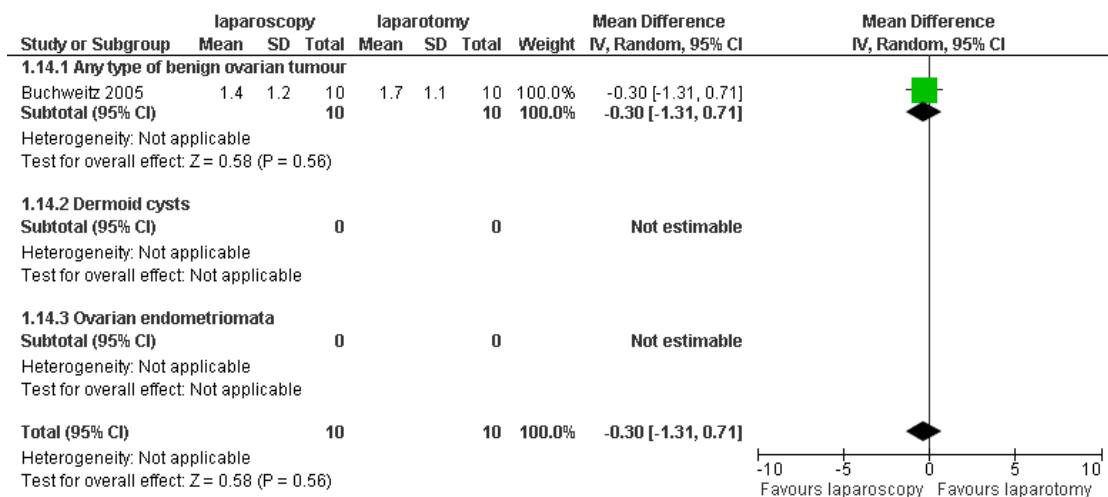 laparoscopy laparotomy Mean Difference Mean Difference
Study or Subgroup Mean SD Total Mean SD Total Weight IV, Random, 95% CI IV, Random, 95% CI
1.14.1 Any type of benign ovarian tumour
Buchweitz 2005 1.4 1.2 10 1.7 1.1 10 100.0% -0.30 [-1.31, 0.71]
Subtotal (95% CI) 10 10 100.0% -0.30 [-1.31, 0.71]
Heterogeneity: Not applicable
Test for overall effect: Z = 0.58 (P = 0.56)
1.14.2 Dermoid cysts
Subtotal (95% CI) 0 0 Not estimable
Heterogeneity: Not applicable
Test for overall effect: Not applicable
1.14.3 Ovarian endometriomata
Subtotal (95% CI) 0 0 Not estimable
Heterogeneity: Not applicable
Test for overall effect: Not applicable
Total (95% CI) 10 10 100.0% -0.30 [-1.31, 0.71]
Heterogeneity: Not applicable
Test for overall effect: Z = 0.58 (P = 0.56)
-10 -5 0 5 10
Favours laparoscopy Favours laparotomy